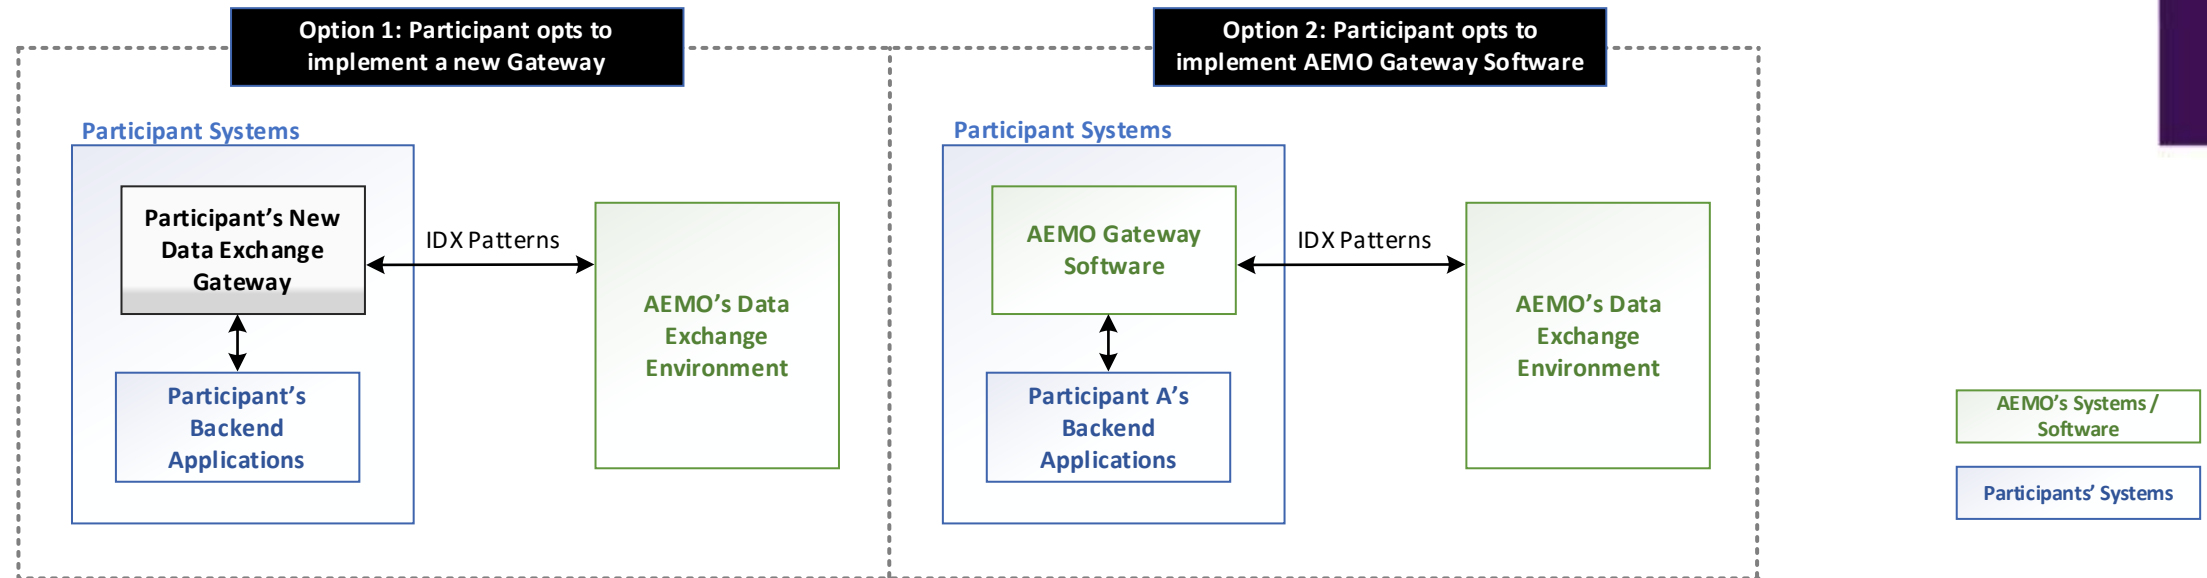 Option 1: Participant opts to
implement a new Gateway
Participant Systems
Participant's New
Data Exchange
Gateway
IDX Patterns
AEMO's Data
Exchange
Environment
Participant's
Backend
Applications
Option 2: Participant opts to
implement AEMO Gateway Software
Participant Systems
AEMO Gateway
Software
IDX Patterns
AEMO's Data
Exchange
Environment
Participant A's
Backend
Applications
AEMO's Systems /
Software
Participants' Systems